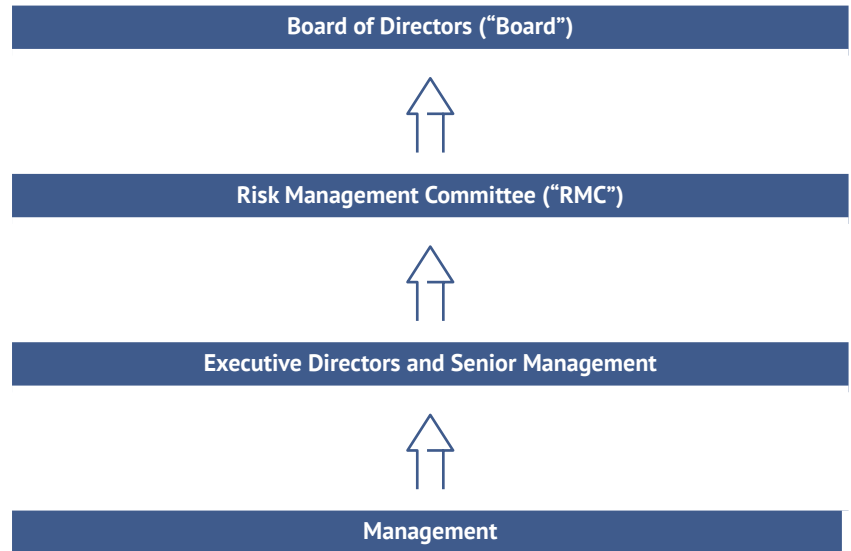 Board of Directors (“Board”)
Risk Management Committee (“RMC”)
Executive Directors and Senior Management
Management